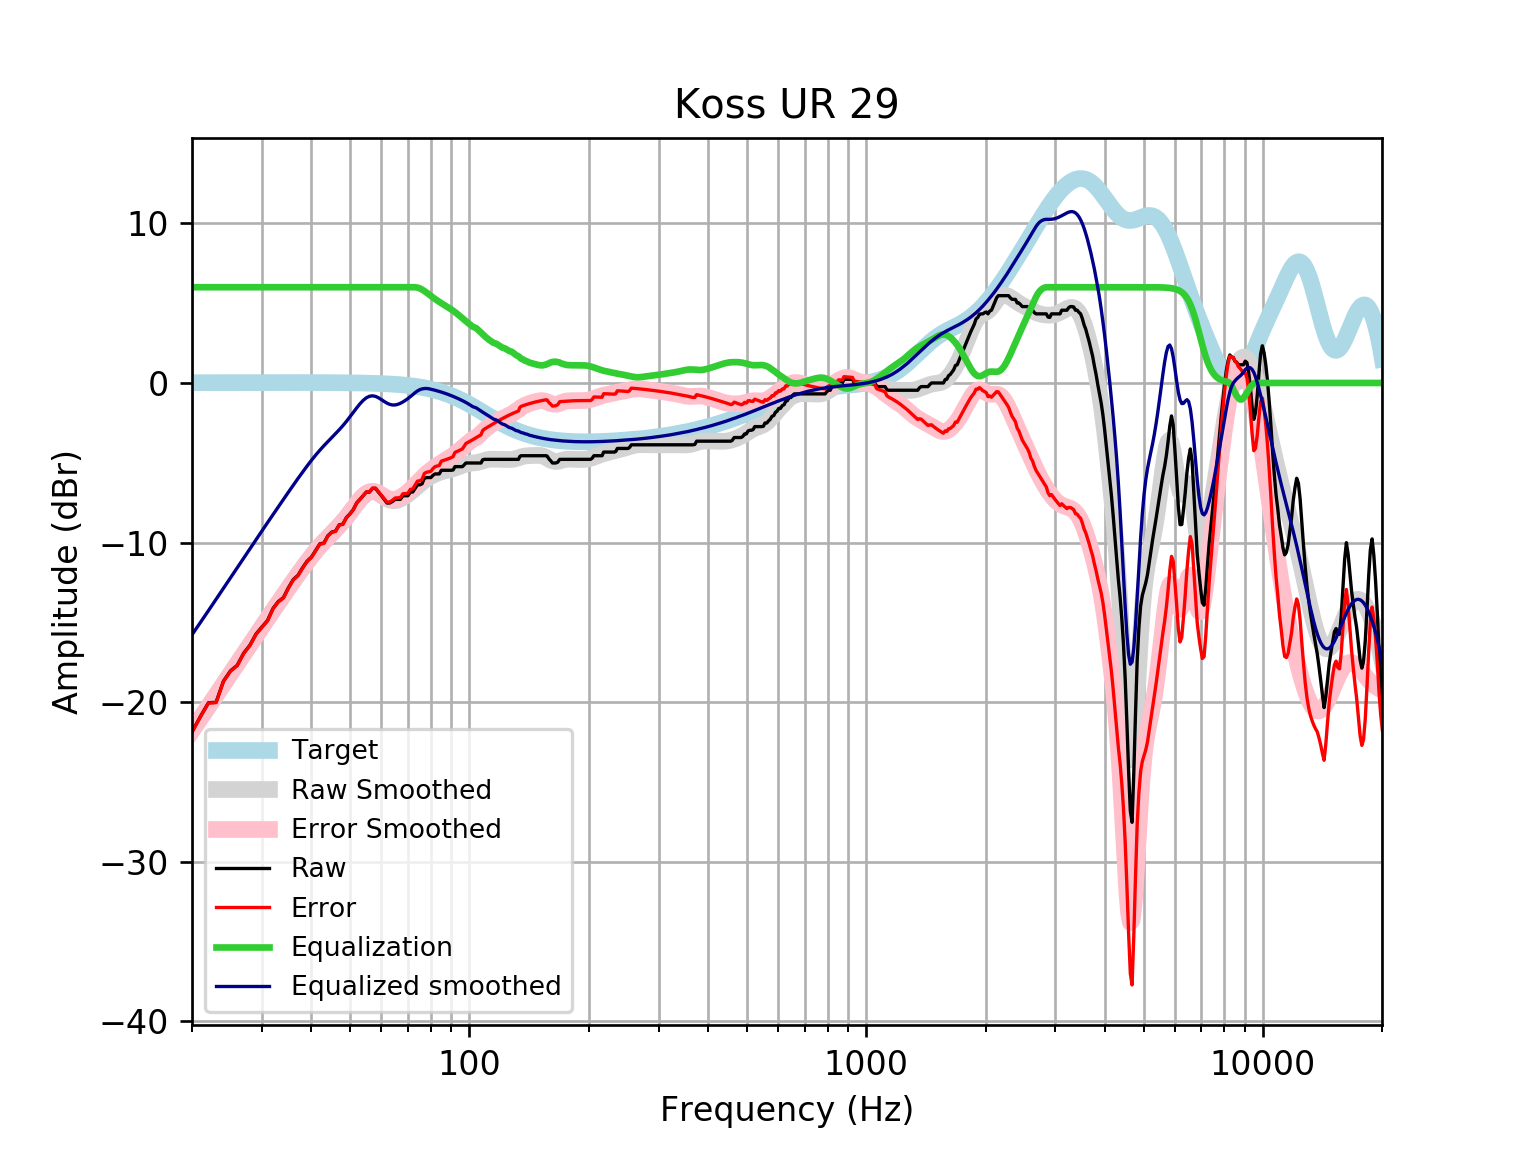 Koss UR 29
Amplitude (dBr)
10
0
−10
−20
−30
−40
Target
Raw Smoothed
Error Smoothed
Raw
Error
Equalization
Equalized smoothed
100
1000
10000
Frequency (Hz)